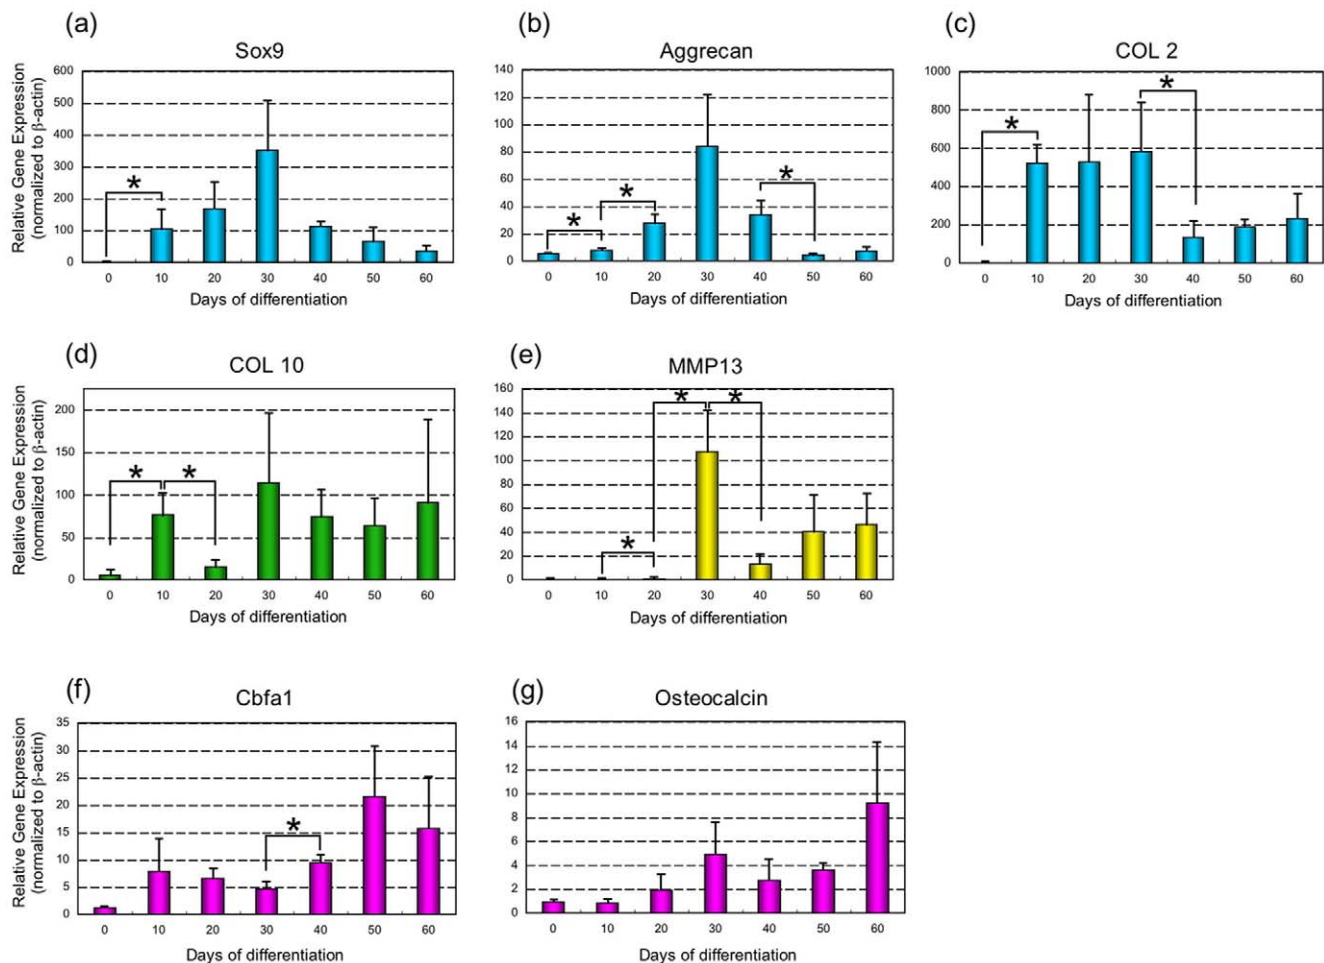 (a)
Sox9
Relative Gene Expression
(normalized to β-actin)
600
500
400
300
200
100
0
*
0 10 20 30 40 50 60
Days of differentiation
(b)
Aggrecan
140
120
100
80
60
40
20
0
* * *
0 10 20 30 40 50 60
Days of differentiation
(c)
COL 2
1000
800
600
400
200
0
* *
0 10 20 30 40 50 60
Days of differentiation
(d)
COL 10
Relative Gene Expression
(normalized to β-actin)
200
150
100
50
0
* *
0 10 20 30 40 50 60
Days of differentiation
(e)
MMP13
160
140
120
100
80
60
40
20
0
* * *
0 10 20 30 40 50 60
Days of differentiation
(f)
Cbfa1
Relative Gene Expression
(normalized to β-actin)
35
30
25
20
15
10
5
0
*
0 10 20 30 40 50 60
Days of differentiation
(g)
Osteocalcin
16
14
12
10
8
6
4
2
0
0 10 20 30 40 50 60
Days of differentiation